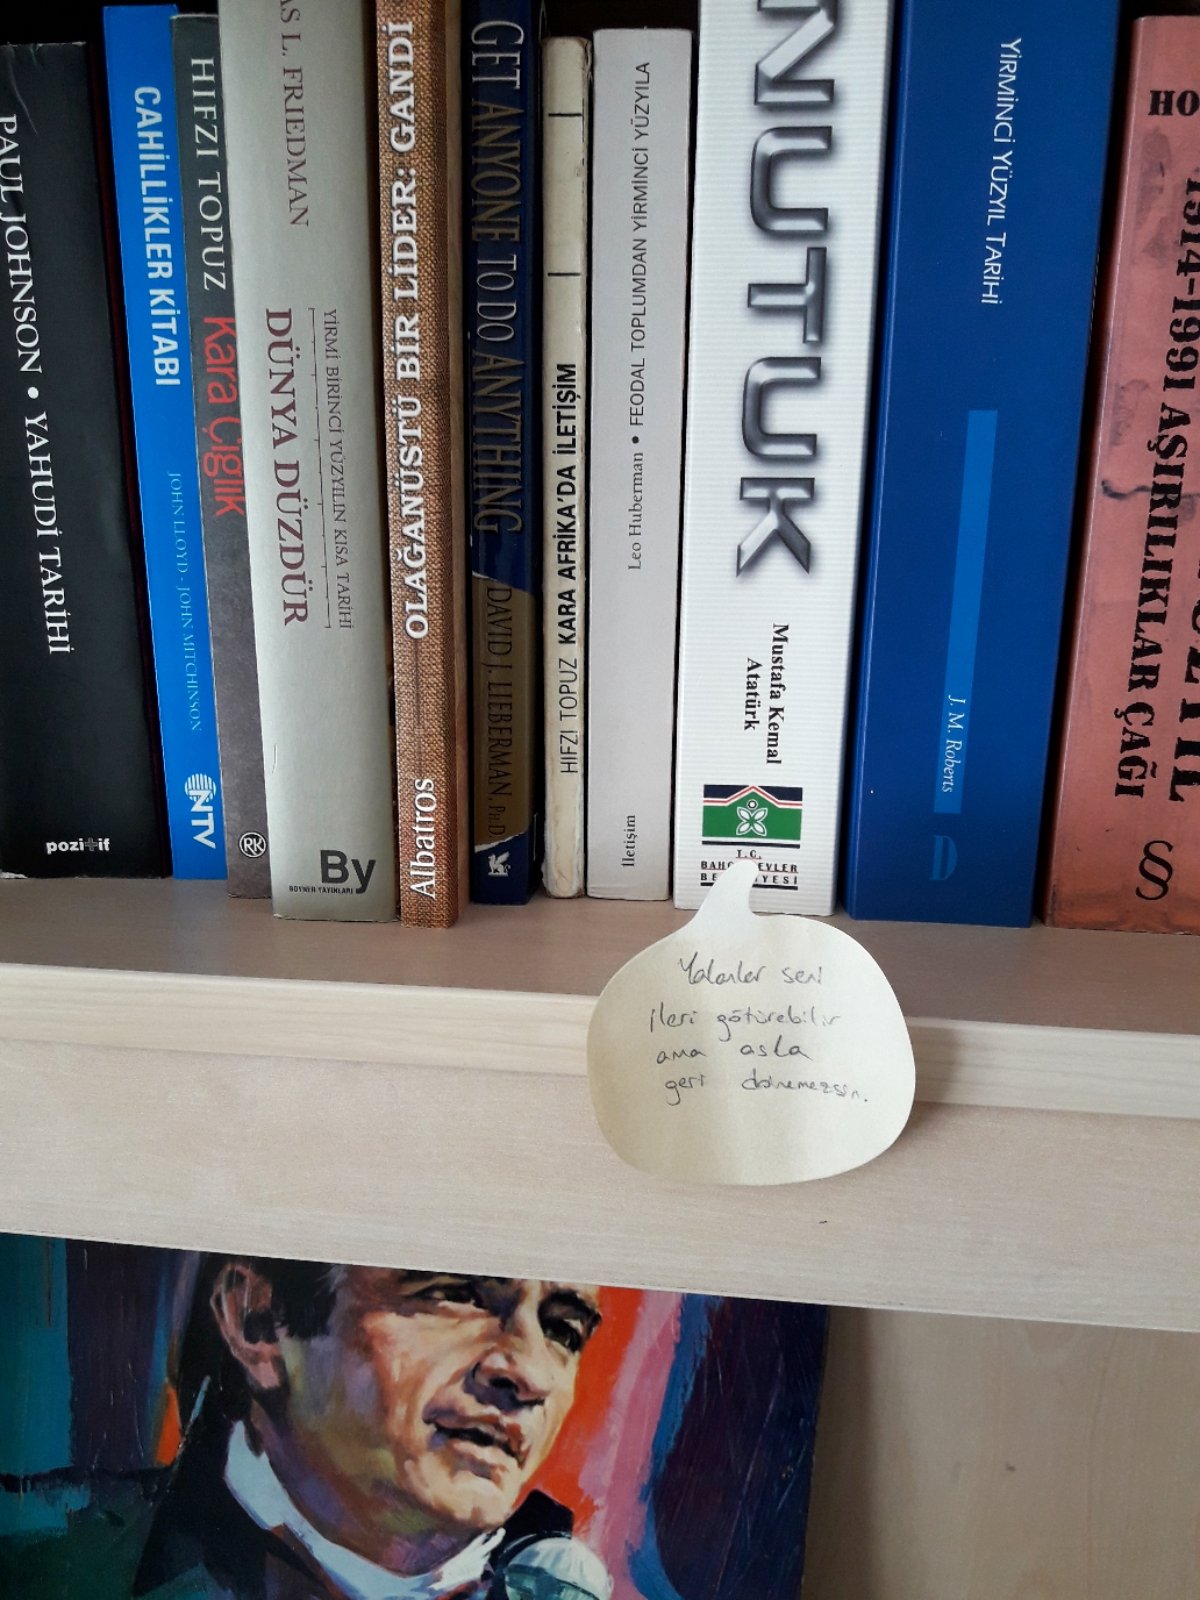 PAUL JOHNSON • YAHUDİ TARİHİ
pozitif
CAHİLLİKLER KİTABI
JOHN LLOYD - JOHN MITCHINSON
NTV
HIFZI TOPUZ
Kara Çığlık
RK
AS L. FRIEDMAN
YİRMİ BİRİNCİ YÜZYILIN KISA TARİHİ
DÜNYA DÜZDÜR
By
BOYNER YAYINLARI
OLAĞANÜSTÜ BİR LİDER: GANDİ
Albatros
GET ANYONE TO DO ANYTHING
DAVID J. LIEBERMAN, Ph.D
HIFZI TOPUZ KARA AFRİKA'DA İLETİŞİM
Leo Huberman • FEODAL TOPLUMDAN YİRMİNCİ YÜZYILA
İletişim
NUTUK
Mustafa Kemal
Atatürk
T.C.
YİRMİNCİ YÜZYIL TARİHİ
J. M. Roberts
D
HO
1914-1991 AŞIRILIKLAR ÇAĞI
Yalanlar seni
ileri götürebilir
ama asla
geri dönemezsin.